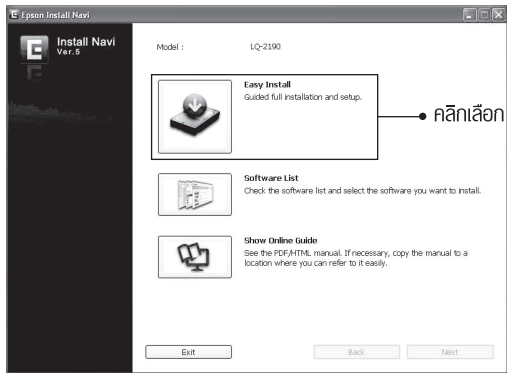 Epson Install Navi
Install Navi
Ver.5
Model :
LQ-2190
Easy Install
Guided full installation and setup.
คลิกเลือก
Software List
Check the software list and select the software you want to install.
Show Online Guide
See the PDF/HTML manual. If necessary, copy the manual to a
location where you can refer to it easily.
Exit
Back
Next